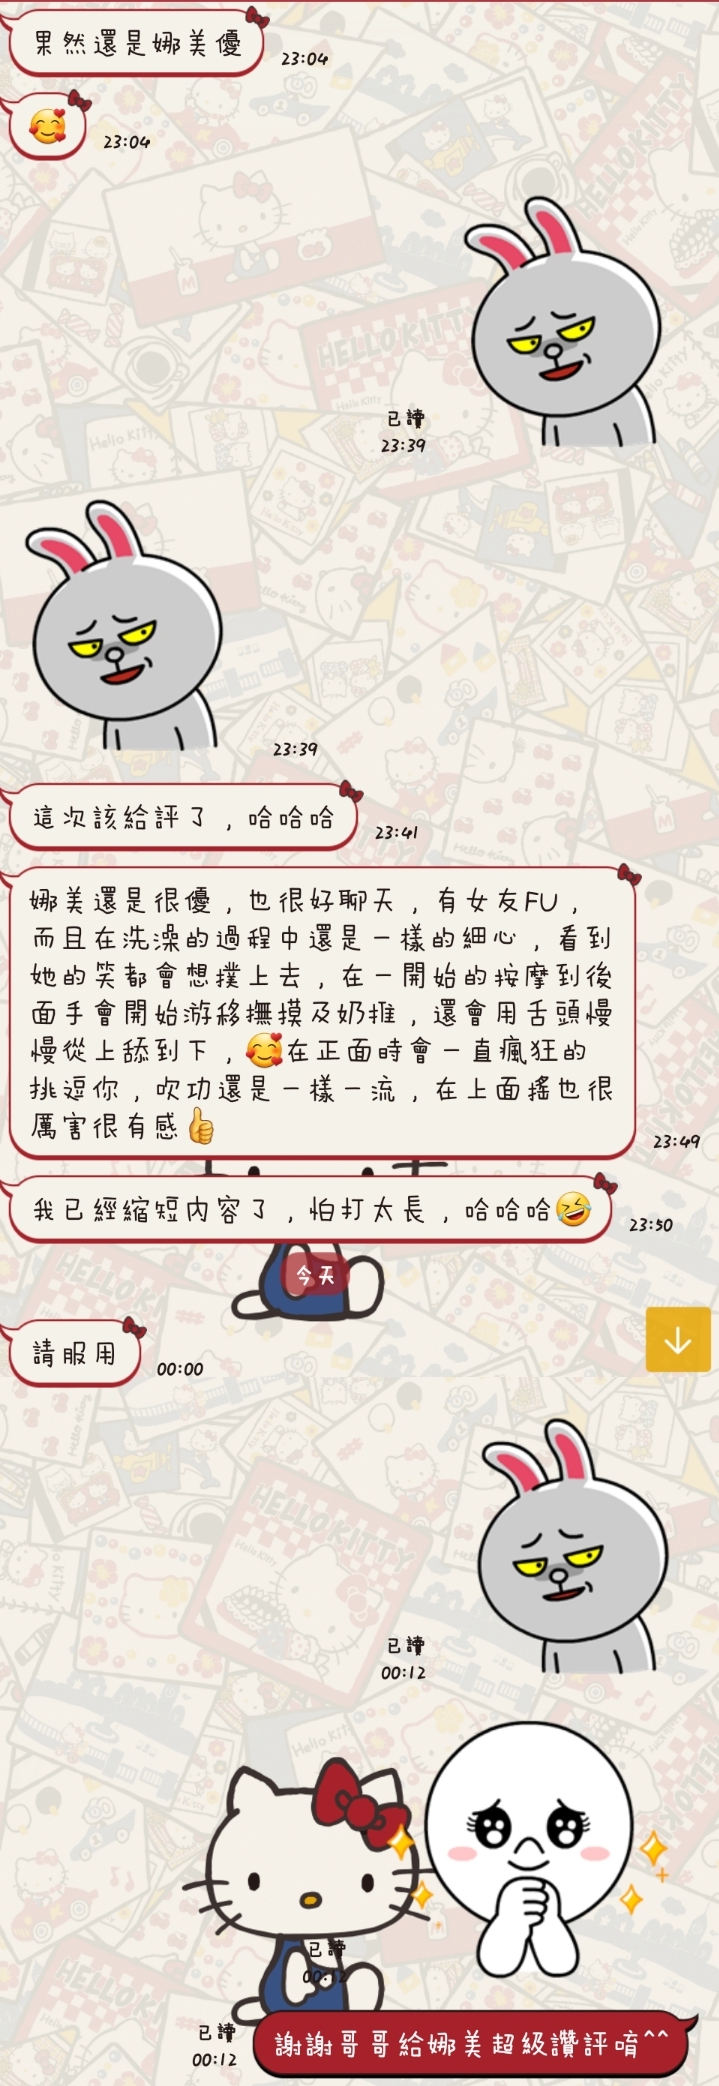 果然還是娜美優
23:04
🥰
23:04
HELLO KITTY
HELLO KITTY
Hello Kitty
已讀
23:39
23:39
這次該給評了，哈哈哈
23:41
娜美還是很優，也很好聊天，有女友FU，
而且在洗澡的過程中還是一樣的細心，看到
她的笑都會想撲上去，在一開始的按摩到後
面手會開始游移撫摸及奶推，還會用舌頭慢
慢從上舔到下，🥰在正面時會一直瘋狂的
挑逗你，吹功還是一樣一流，在上面搖也很
厲害很有感👍
23:49
我已經縮短內容了，怕打太長，哈哈哈🤣
23:50
今天
請服用
00:00
HELLO KITTY
已讀
00:12
已讀
00:12
謝謝哥哥給娜美超級讚評唷^^
已讀
00:12